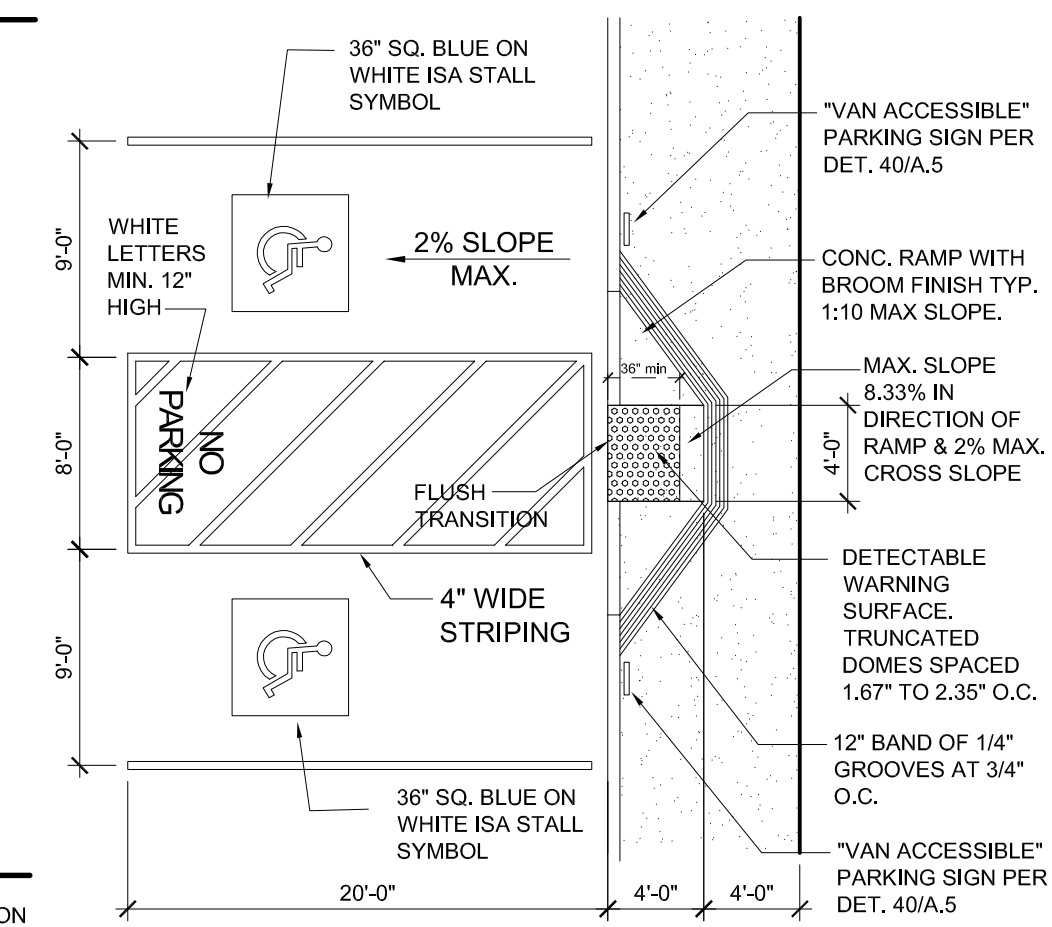 36" SQ. BLUE ON
WHITE ISA STALL
SYMBOL
"VAN ACCESSIBLE"
PARKING SIGN PER
DET. 40/A.5
9'-0"
WHITE
LETTERS
MIN. 12"
HIGH
2% SLOPE
MAX.
CONC. RAMP WITH
BROOM FINISH TYP.
1:10 MAX SLOPE.
36" min
MAX. SLOPE
8.33% IN
DIRECTION OF
RAMP & 2% MAX.
CROSS SLOPE
8'-0"
NO
PARKING
4'-0"
FLUSH
TRANSITION
DETECTABLE
WARNING
SURFACE.
TRUNCATED
DOMES SPACED
1.67" TO 2.35" O.C.
4" WIDE
STRIPING
9'-0"
12" BAND OF 1/4"
GROOVES AT 3/4"
O.C.
36" SQ. BLUE ON
WHITE ISA STALL
SYMBOL
"VAN ACCESSIBLE"
PARKING SIGN PER
DET. 40/A.5
20'-0"
4'-0"
4'-0"
ON